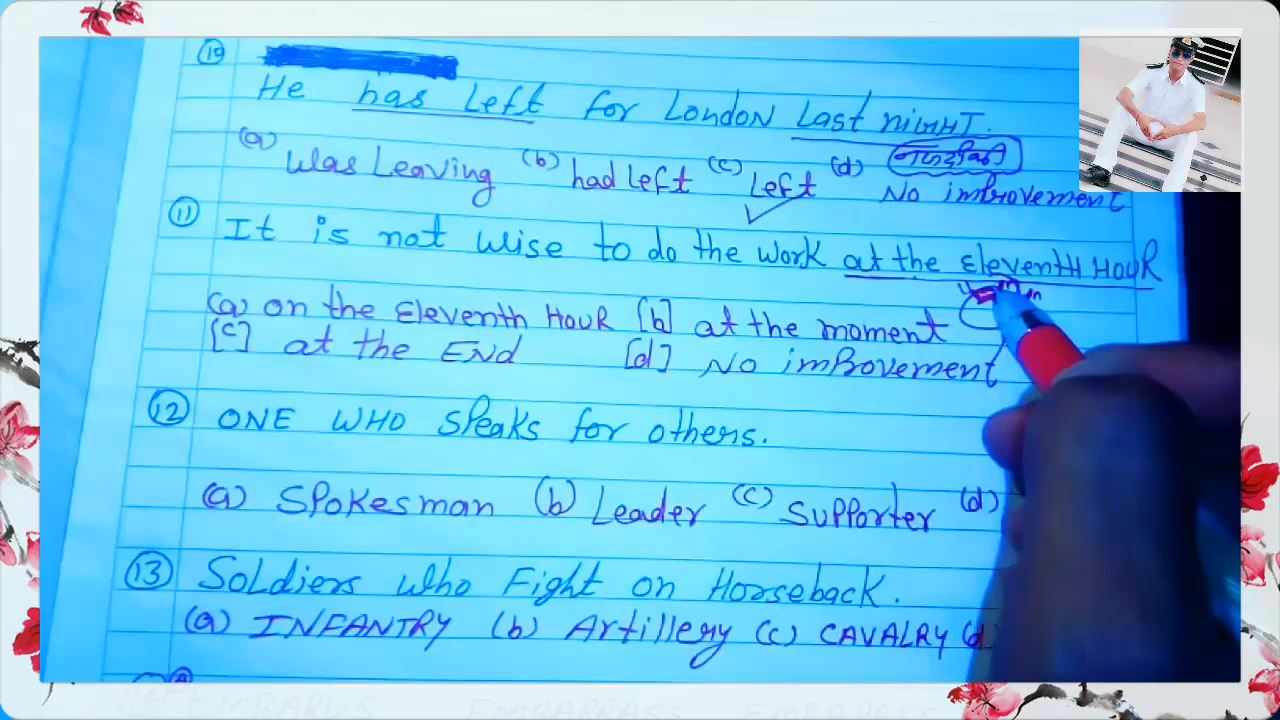 19
He has Left for London Last NIGHT.
(a) was Leaving (b) had Left (c) Left (d) No improvement
11 It is not wise to do the work at the Eleventh Hour
(a) on the Eleventh Hour [b] at the moment
[c] at the End [d] No improvement
12 ONE WHO Speaks for others.
(a) Spokesman (b) Leader (c) Supporter (d)
13 Soldiers who Fight on Horseback.
(a) INFANTRY (b) Artillery (c) CAVALRY (d)